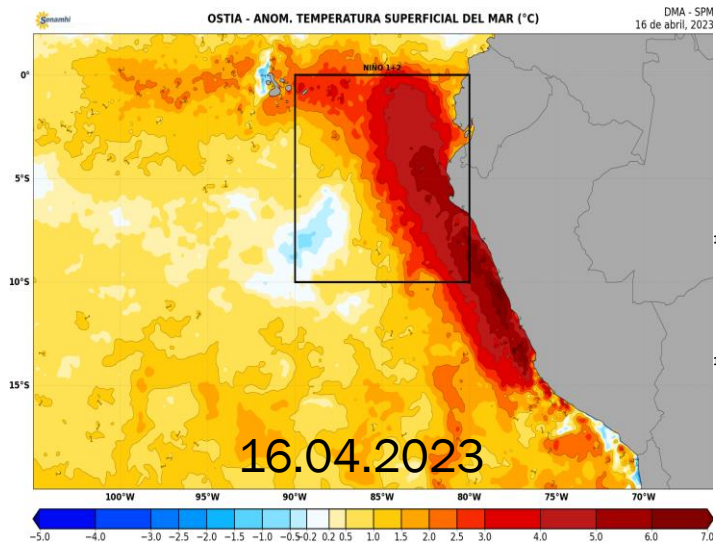 Senamhi
OSTIA - ANOM. TEMPERATURA SUPERFICIAL DEL MAR (°C)
DMA - SPM
16 de abril, 2023
NIÑO 1+2
0°
5°S
10°S
15°S
16.04.2023
100°W 95°W 90°W 85°W 80°W 75°W 70°W
−5.0 −4.0 −3.0 −2.5 −2.0 −1.5 −1.0 −0.5 −0.2 0.2 0.5 1.0 1.5 2.0 2.5 3.0 4.0 5.0 6.0 7.0